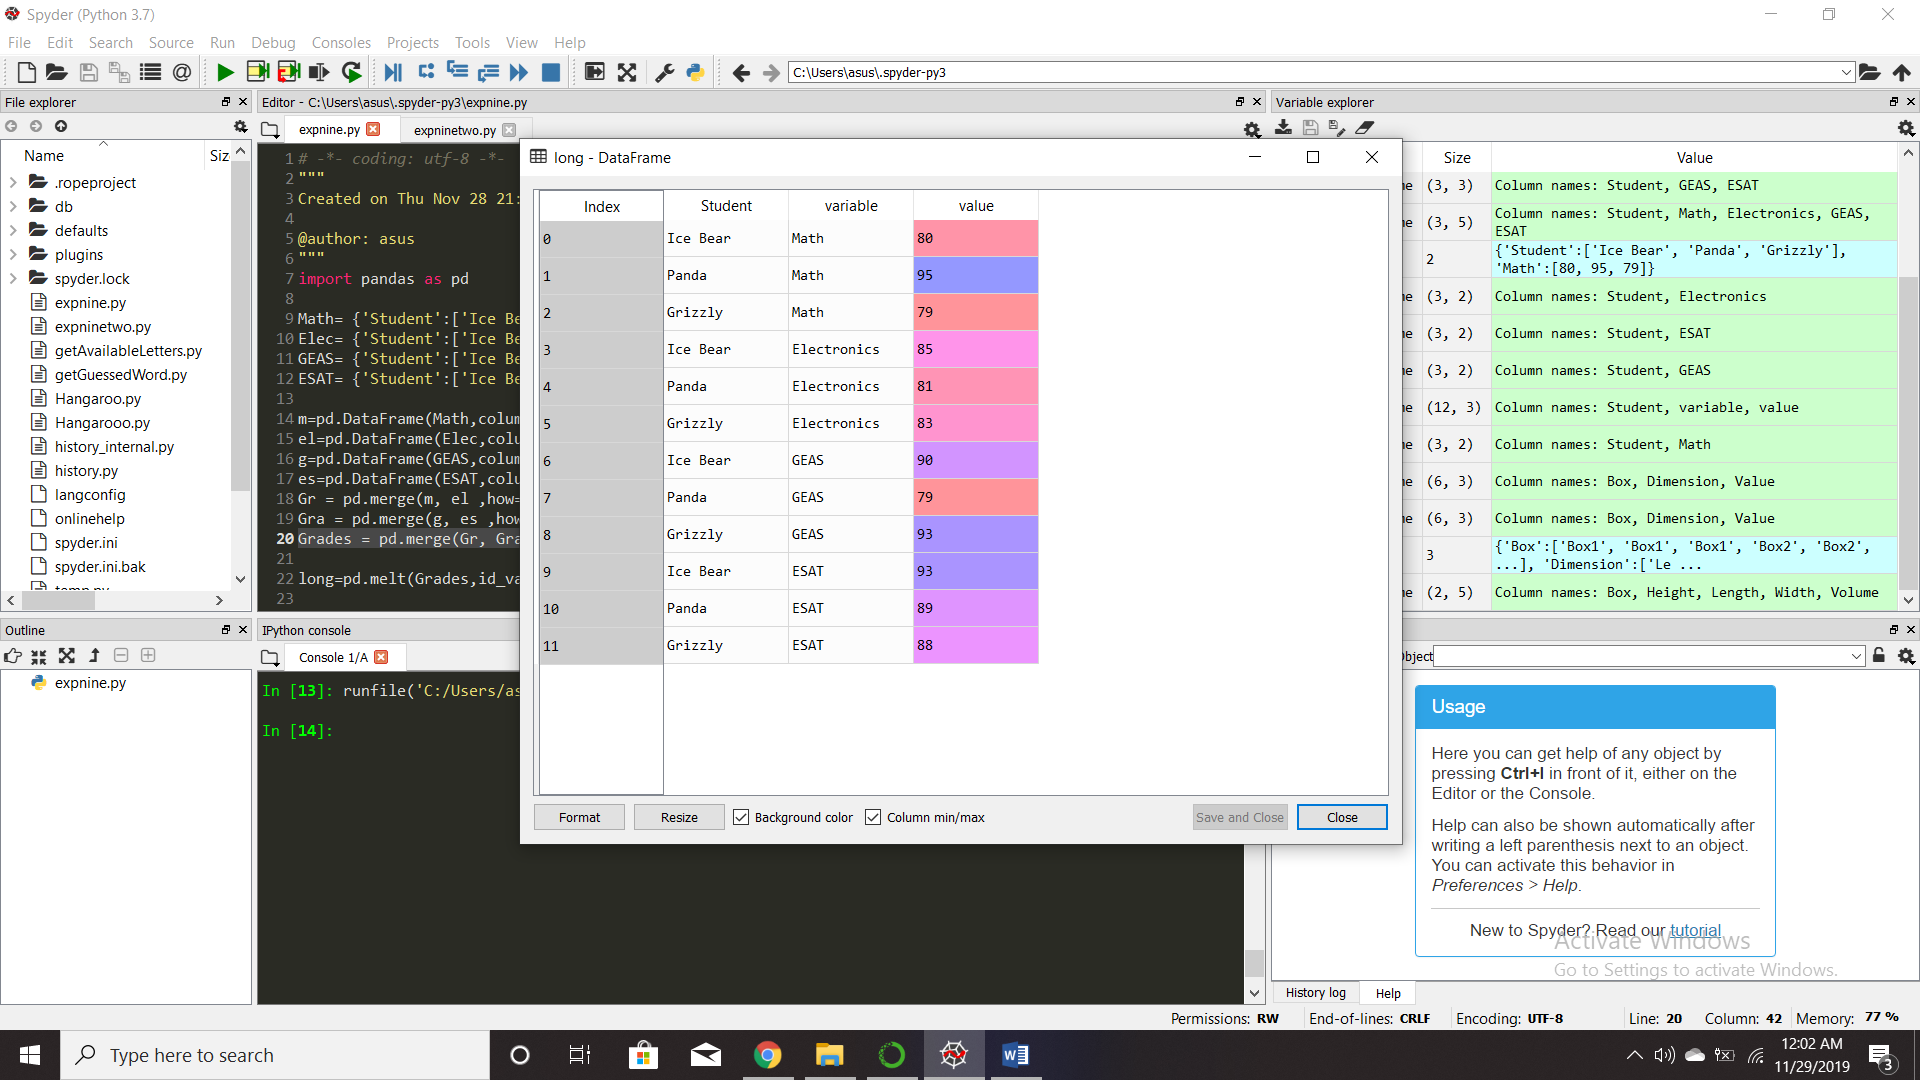 Spyder (Python 3.7)
File Edit Search Source Run Debug Consoles Projects Tools View Help
C:\Users\asus\.spyder-py3
File explorer
Name Siz
.ropeproject
db
defaults
plugins
spyder.lock
expnine.py
expninetwo.py
getAvailableLetters.py
getGuessedWord.py
Hangaroo.py
Hangarooo.py
history_internal.py
history.py
langconfig
onlinehelp
spyder.ini
spyder.ini.bak
Outline
expnine.py
Editor - C:\Users\asus\.spyder-py3\expnine.py
expnine.py expninetwo.py
1 # -*- coding: utf-8 -*-
2 """
3 Created on Thu Nov 28 21:
4
5 @author: asus
6 """
7 import pandas as pd
8
9 Math= {'Student':['Ice Be
10 Elec= {'Student':['Ice Be
11 GEAS= {'Student':['Ice Be
12 ESAT= {'Student':['Ice Be
13
14 m=pd.DataFrame(Math,colum
15 el=pd.DataFrame(Elec,colu
16 g=pd.DataFrame(GEAS,colum
17 es=pd.DataFrame(ESAT,colu
18 Gr = pd.merge(m, el ,how=
19 Gra = pd.merge(g, es ,how
20 Grades = pd.merge(Gr, Gra
21
22 long=pd.melt(Grades,id_va
23
IPython console
Console 1/A
In [13]: runfile('C:/Users/as
In [14]:
long - DataFrame
Index Student variable value
0 Ice Bear Math 80
1 Panda Math 95
2 Grizzly Math 79
3 Ice Bear Electronics 85
4 Panda Electronics 81
5 Grizzly Electronics 83
6 Ice Bear GEAS 90
7 Panda GEAS 79
8 Grizzly GEAS 93
9 Ice Bear ESAT 93
10 Panda ESAT 89
11 Grizzly ESAT 88
Format Resize Background color Column min/max Save and Close Close
Variable explorer
Size Value
me (3, 3) Column names: Student, GEAS, ESAT
me (3, 5) Column names: Student, Math, Electronics, GEAS,
ESAT
2 {'Student':['Ice Bear', 'Panda', 'Grizzly'],
'Math':[80, 95, 79]}
me (3, 2) Column names: Student, Electronics
me (3, 2) Column names: Student, ESAT
me (3, 2) Column names: Student, GEAS
me (12, 3) Column names: Student, variable, value
me (3, 2) Column names: Student, Math
me (6, 3) Column names: Box, Dimension, Value
me (6, 3) Column names: Box, Dimension, Value
3 {'Box':['Box1', 'Box1', 'Box1', 'Box2', 'Box2',
...], 'Dimension':['Le ...
me (2, 5) Column names: Box, Height, Length, Width, Volume
bject
Usage
Here you can get help of any object by
pressing Ctrl+I in front of it, either on the
Editor or the Console.
Help can also be shown automatically after
writing a left parenthesis next to an object.
You can activate this behavior in
Preferences > Help.
New to Spyder? Read our tutorial
Activate Windows
Go to Settings to activate Windows.
History log Help
Permissions: RW End-of-lines: CRLF Encoding: UTF-8 Line: 20 Column: 42 Memory: 77 %
Type here to search
12:02 AM
11/29/2019
3